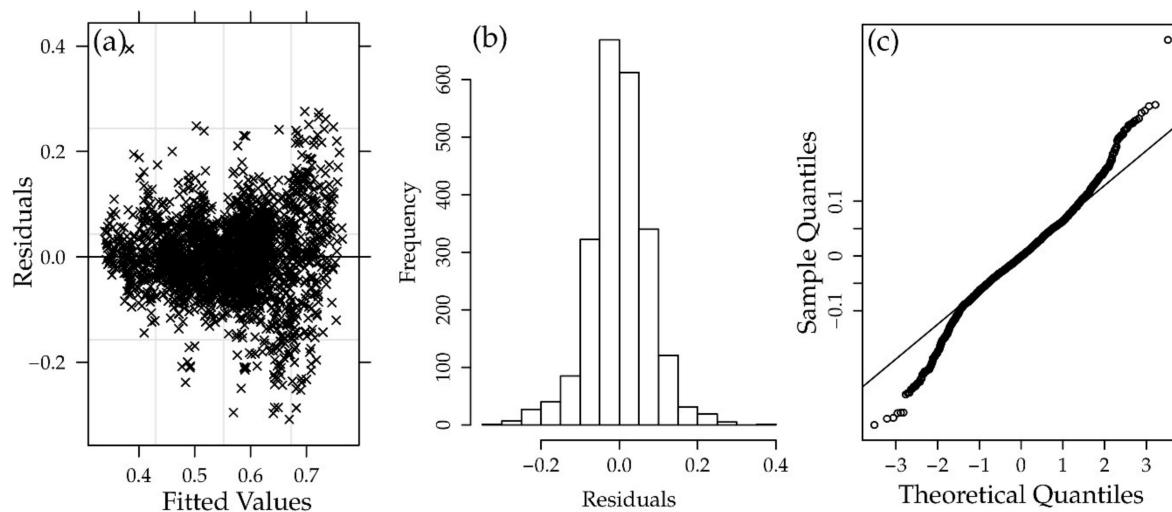 (a)
0.4
0.2
0.0
−0.2
Residuals
0.4 0.5 0.6 0.7
Fitted Values
(b)
600
500
400
300
200
100
0
Frequency
−0.2 0.0 0.2 0.4
Residuals
(c)
0.1
0
−0.1
Sample Quantiles
−3 −2 −1 0 1 2 3
Theoretical Quantiles